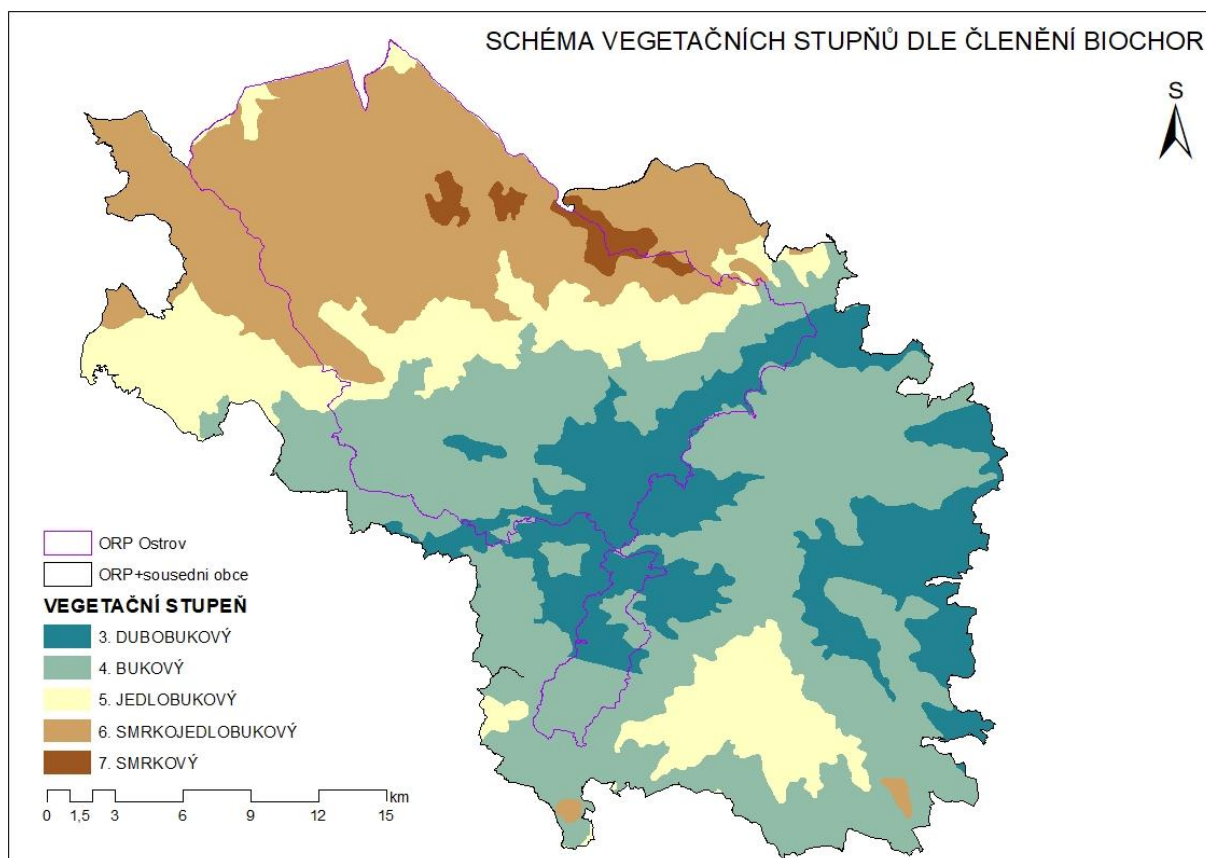 SCHÉMA VEGETAČNÍCH STUPŇŮ DLE ČLENĚNÍ BIOCHOR
S
ORP Ostrov
ORP+sousedni obce
VEGETAČNÍ STUPEŇ
3. DUBOBUKOVÝ
4. BUKOVÝ
5. JEDLOBUKOVÝ
6. SMRKOJEDLOBUKOVÝ
7. SMRKOVÝ
km
0 1,5 3 6 9 12 15